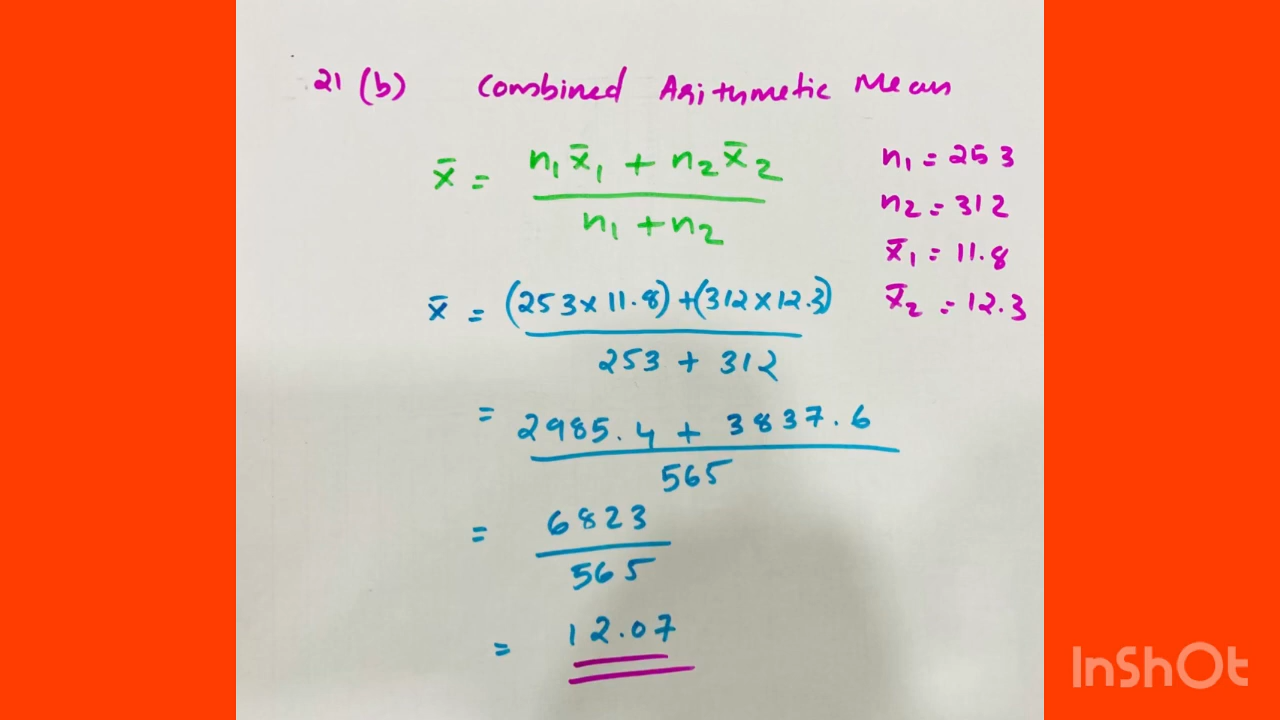 21 (b) Combined Arithmetic Mean
x̄ = n₁x̄₁ + n₂x̄₂ / n₁ + n₂
n₁ = 253
n₂ = 312
x̄₁ = 11.8
x̄₂ = 12.3
x̄ = (253 × 11.8) + (312 × 12.3) / 253 + 312
= 2985.4 + 3837.6 / 565
= 6823 / 565
= 12.07
InShOt